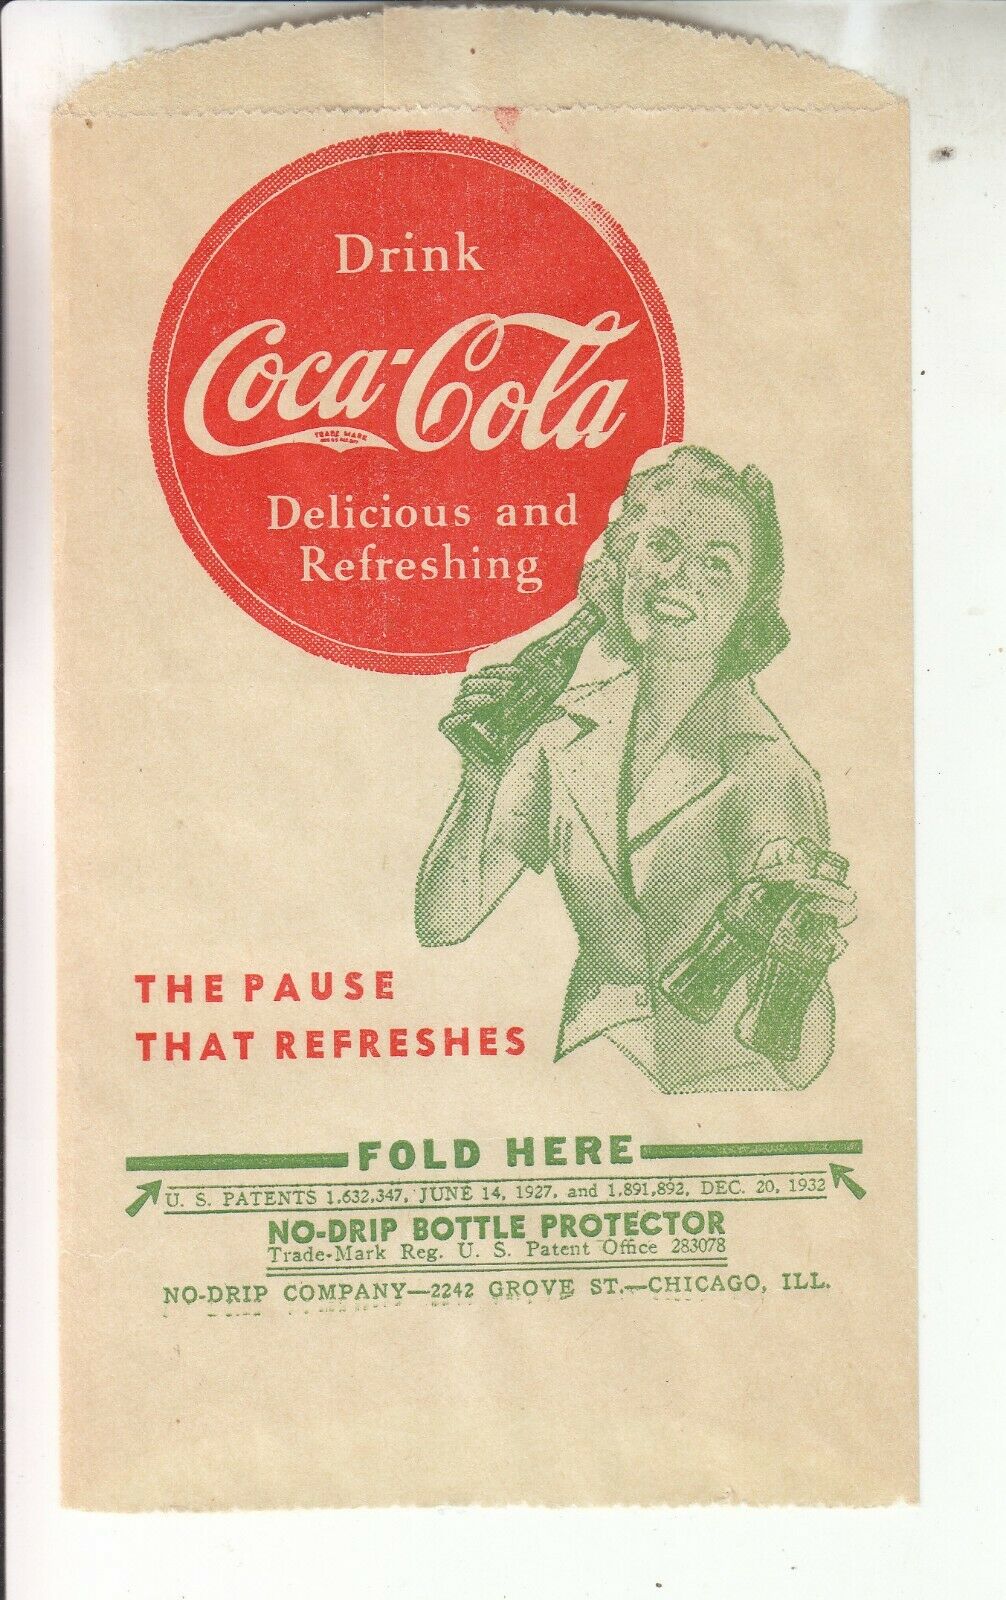 Drink
Coca-Cola
TRADE MARK
Delicious and
Refreshing
THE PAUSE
THAT REFRESHES
FOLD HERE
U. S. PATENTS 1,632,347, JUNE 14, 1927, and 1,891,892, DEC. 20, 1932
NO-DRIP BOTTLE PROTECTOR
Trade-Mark Reg. U. S. Patent Office 283078
NO-DRIP COMPANY—2242 GROVE ST.—CHICAGO, ILL.